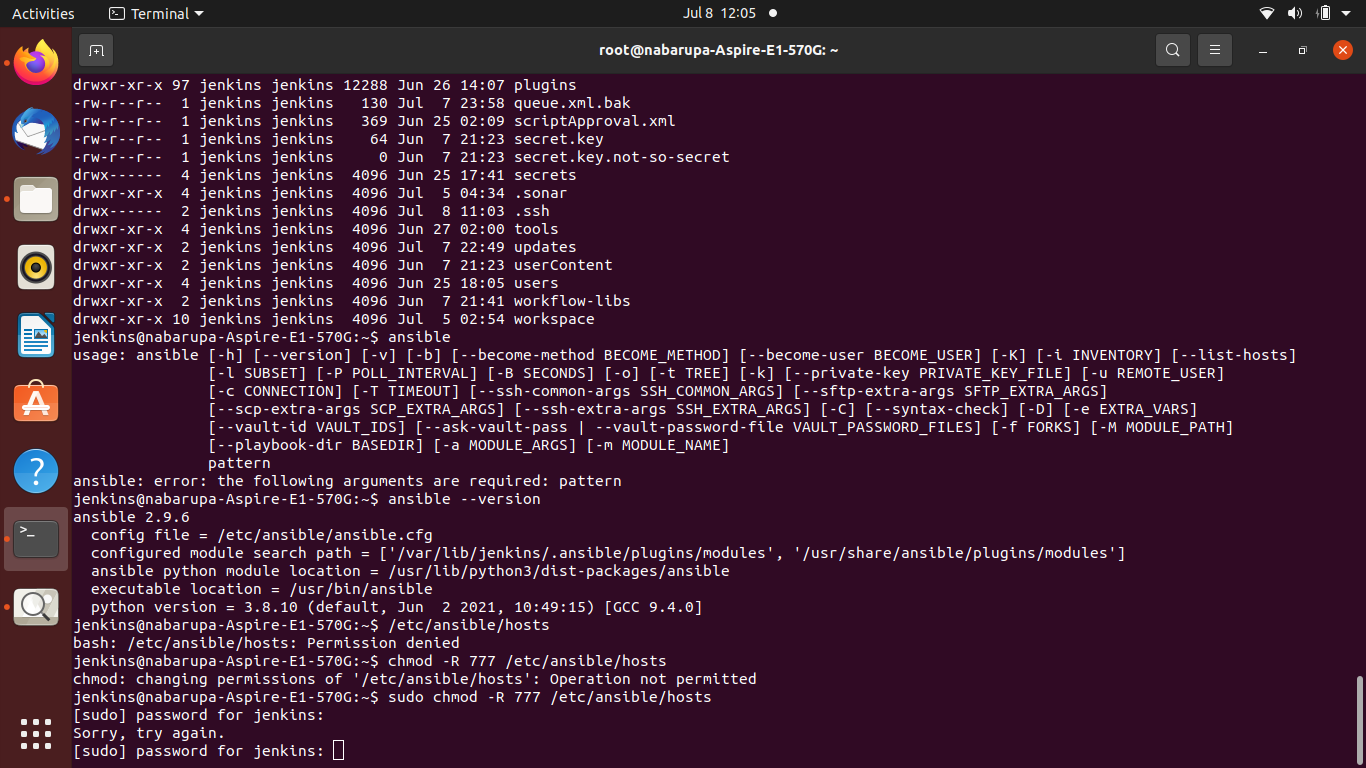 Activities
Terminal
Jul 8 12:05
root@nabarupa-Aspire-E1-570G: ~
drwxr-xr-x 97 jenkins jenkins 12288 Jun 26 14:07 plugins
-rw-r--r--  1 jenkins jenkins   130 Jul  7 23:58 queue.xml.bak
-rw-r--r--  1 jenkins jenkins   369 Jun 25 02:09 scriptApproval.xml
-rw-r--r--  1 jenkins jenkins    64 Jun  7 21:23 secret.key
-rw-r--r--  1 jenkins jenkins     0 Jun  7 21:23 secret.key.not-so-secret
drwx------  4 jenkins jenkins  4096 Jun 25 17:41 secrets
drwxr-xr-x  4 jenkins jenkins  4096 Jul  5 04:34 .sonar
drwx------  2 jenkins jenkins  4096 Jul  8 11:03 .ssh
drwxr-xr-x  4 jenkins jenkins  4096 Jun 27 02:00 tools
drwxr-xr-x  2 jenkins jenkins  4096 Jul  7 22:49 updates
drwxr-xr-x  2 jenkins jenkins  4096 Jun  7 21:23 userContent
drwxr-xr-x  4 jenkins jenkins  4096 Jun 25 18:05 users
drwxr-xr-x  2 jenkins jenkins  4096 Jun  7 21:41 workflow-libs
drwxr-xr-x 10 jenkins jenkins  4096 Jul  5 02:54 workspace
jenkins@nabarupa-Aspire-E1-570G:~$ ansible
usage: ansible [-h] [--version] [-v] [-b] [--become-method BECOME_METHOD] [--become-user BECOME_USER] [-K] [-i INVENTORY] [--list-hosts]
               [-l SUBSET] [-P POLL_INTERVAL] [-B SECONDS] [-o] [-t TREE] [-k] [--private-key PRIVATE_KEY_FILE] [-u REMOTE_USER]
               [-c CONNECTION] [-T TIMEOUT] [--ssh-common-args SSH_COMMON_ARGS] [--sftp-extra-args SFTP_EXTRA_ARGS]
               [--scp-extra-args SCP_EXTRA_ARGS] [--ssh-extra-args SSH_EXTRA_ARGS] [-C] [--syntax-check] [-D] [-e EXTRA_VARS]
               [--vault-id VAULT_IDS] [--ask-vault-pass | --vault-password-file VAULT_PASSWORD_FILES] [-f FORKS] [-M MODULE_PATH]
               [--playbook-dir BASEDIR] [-a MODULE_ARGS] [-m MODULE_NAME]
               pattern
ansible: error: the following arguments are required: pattern
jenkins@nabarupa-Aspire-E1-570G:~$ ansible --version
ansible 2.9.6
  config file = /etc/ansible/ansible.cfg
  configured module search path = ['/var/lib/jenkins/.ansible/plugins/modules', '/usr/share/ansible/plugins/modules']
  ansible python module location = /usr/lib/python3/dist-packages/ansible
  executable location = /usr/bin/ansible
  python version = 3.8.10 (default, Jun  2 2021, 10:49:15) [GCC 9.4.0]
jenkins@nabarupa-Aspire-E1-570G:~$ /etc/ansible/hosts
bash: /etc/ansible/hosts: Permission denied
jenkins@nabarupa-Aspire-E1-570G:~$ chmod -R 777 /etc/ansible/hosts
chmod: changing permissions of '/etc/ansible/hosts': Operation not permitted
jenkins@nabarupa-Aspire-E1-570G:~$ sudo chmod -R 777 /etc/ansible/hosts
[sudo] password for jenkins:
Sorry, try again.
[sudo] password for jenkins: